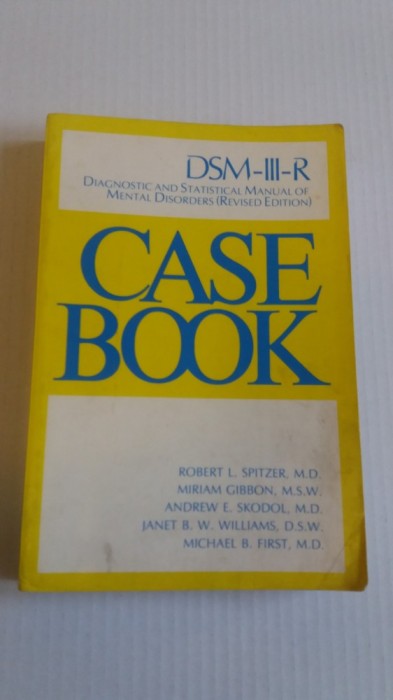 DSM-III-R
DIAGNOSTIC AND STATISTICAL MANUAL OF
MENTAL DISORDERS (REVISED EDITION)
CASE
BOOK
ROBERT L. SPITZER, M.D.
MIRIAM GIBBON, M.S.W.
ANDREW E. SKODOL, M.D.
JANET B. W. WILLIAMS, D.S.W.
MICHAEL B. FIRST, M.D.